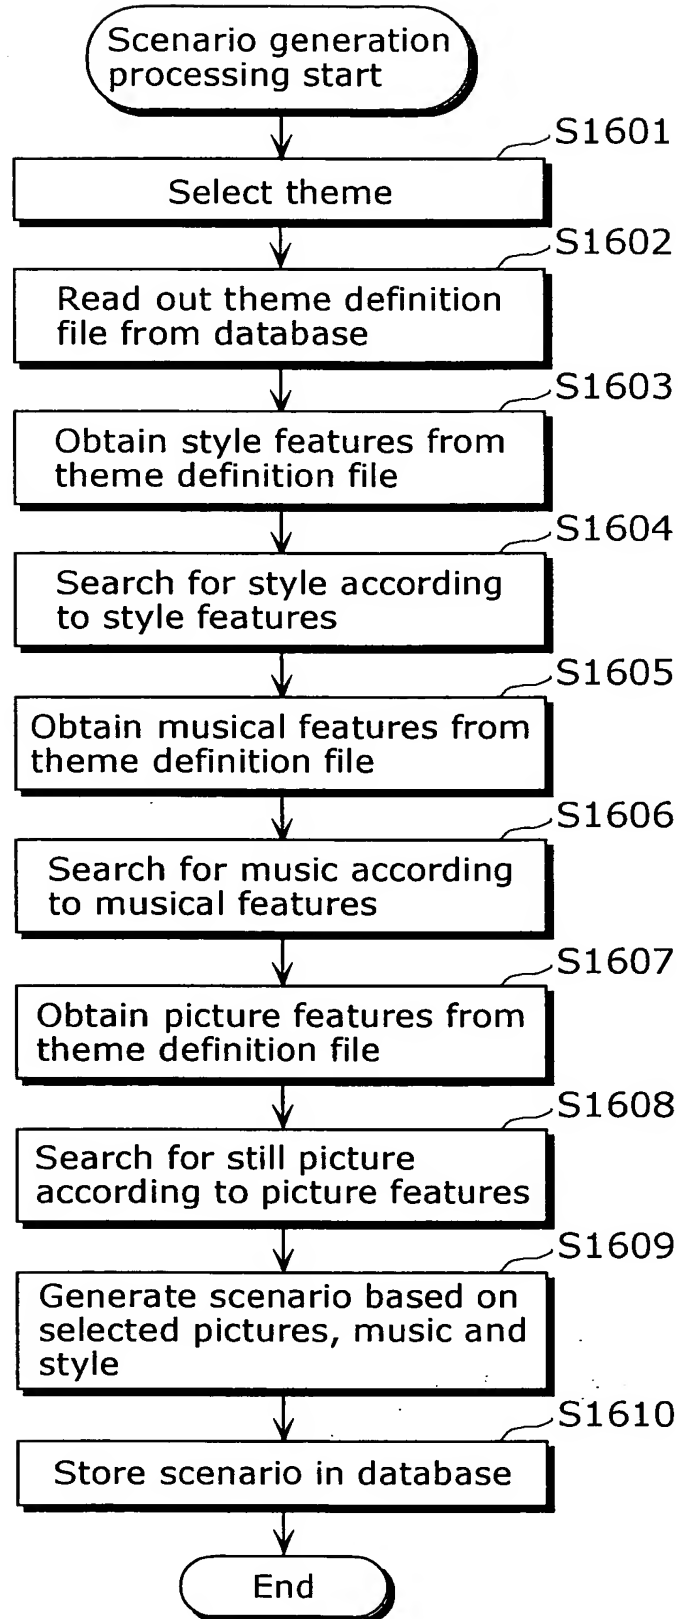 Scenario generation
processing start
S1601
Select theme
S1602
Read out theme definition
file from database
S1603
Obtain style features from
theme definition file
S1604
Search for style according
to style features
S1605
Obtain musical features from
theme definition file
S1606
Search for music according
to musical features
S1607
Obtain picture features from
theme definition file
S1608
Search for still picture
according to picture features
S1609
Generate scenario based on
selected pictures, music and
style
S1610
Store scenario in database
End